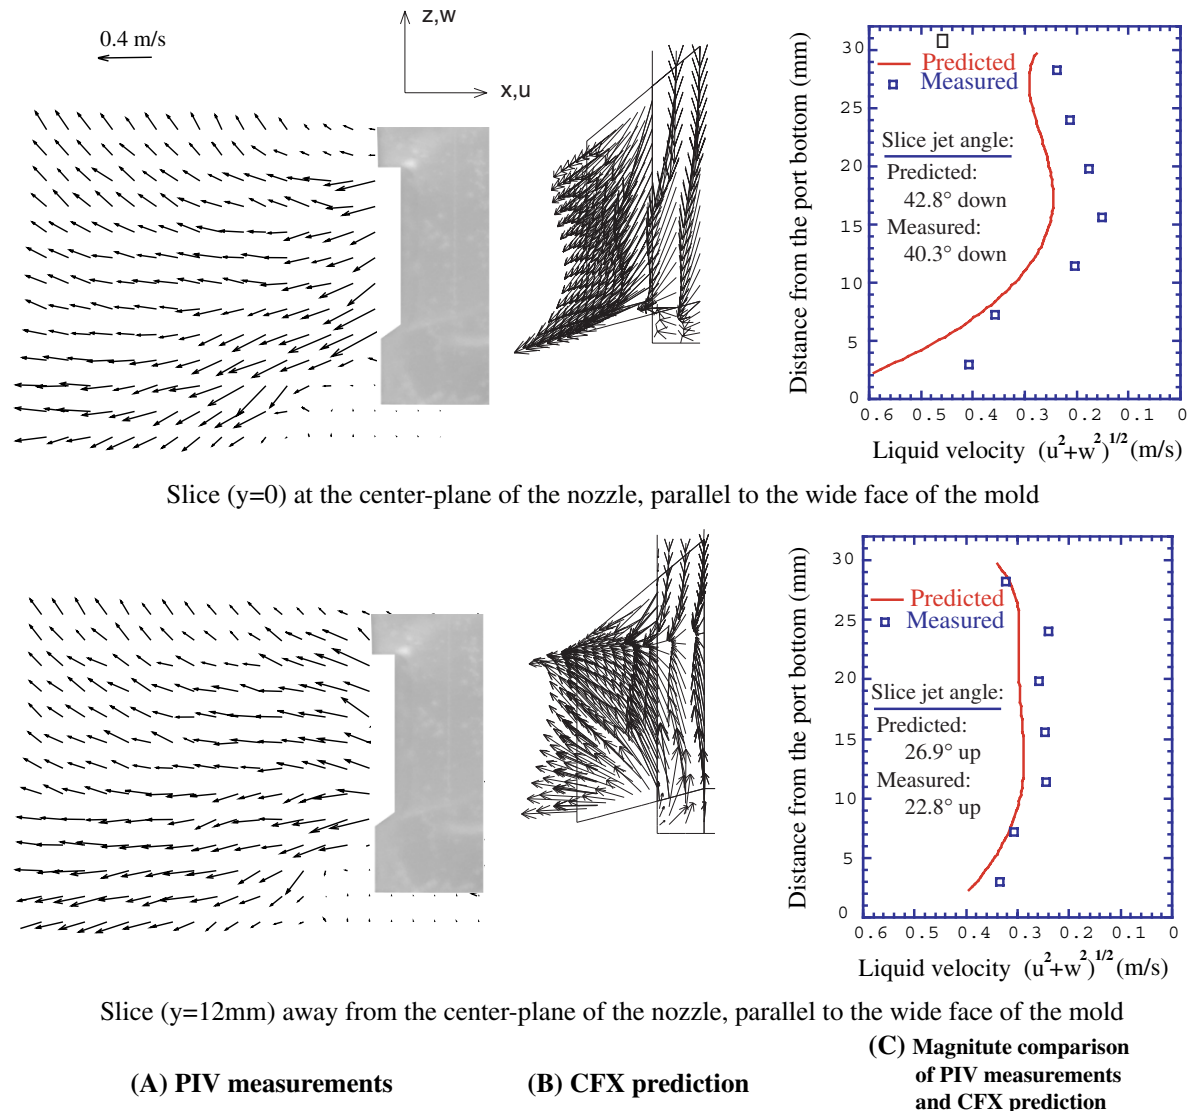 z,w
0.4 m/s
x,u
30
25
20
15
10
5
0
Distance from the port bottom (mm)
Predicted
Measured
Slice jet angle:
Predicted:
42.8° down
Measured:
40.3° down
0.6 0.5 0.4 0.3 0.2 0.1 0
Liquid velocity (u²+w²)^1/2 (m/s)
Slice (y=0) at the center-plane of the nozzle, parallel to the wide face of the mold
30
25
20
15
10
5
0
Distance from the port bottom (mm)
Predicted
Measured
Slice jet angle:
Predicted:
26.9° up
Measured:
22.8° up
0.6 0.5 0.4 0.3 0.2 0.1 0
Liquid velocity (u²+w²)^1/2 (m/s)
Slice (y=12mm) away from the center-plane of the nozzle, parallel to the wide face of the mold
(A) PIV measurements
(B) CFX prediction
(C) Magnitute comparison
of PIV measurements
and CFX prediction